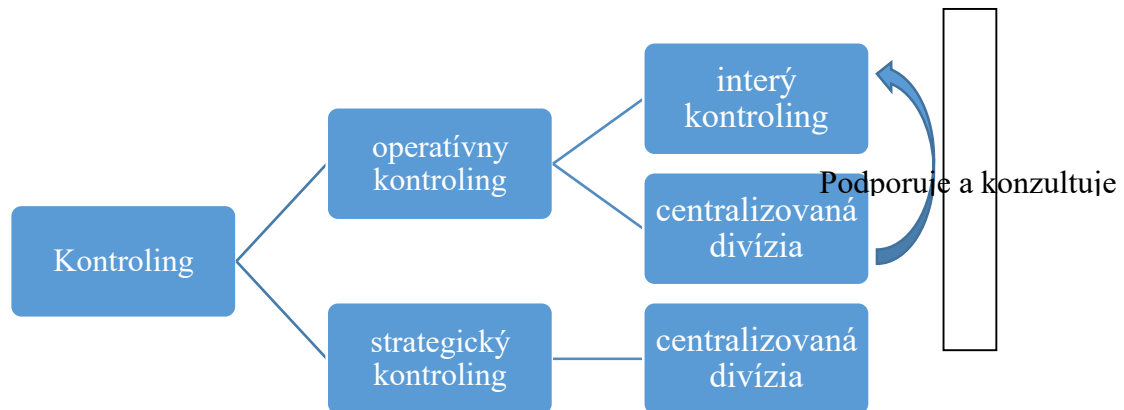 Kontroling
operatívny
kontroling
interý
kontroling
centralizovaná
divízia
Podporuje a konzultuje
strategický
kontroling
centralizovaná
divízia